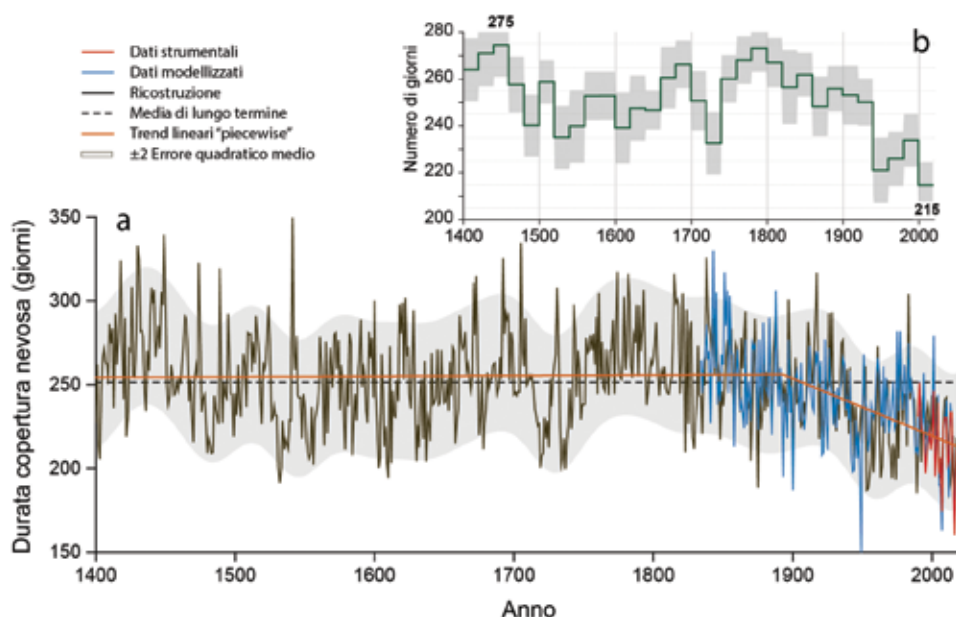 Dati strumentali
Dati modellizzati
Ricostruzione
Media di lungo termine
Trend lineari "piecewise"
±2 Errore quadratico medio
b
275
215
Numero di giorni
280
260
240
220
200
1400 1500 1600 1700 1800 1900 2000
a
Durata copertura nevosa (giorni)
350
300
250
200
150
1400 1500 1600 1700 1800 1900 2000
Anno